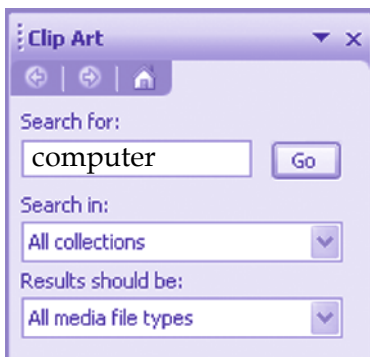 Clip Art
Search for:
computer Go
Search in:
All collections
Results should be:
All media file types